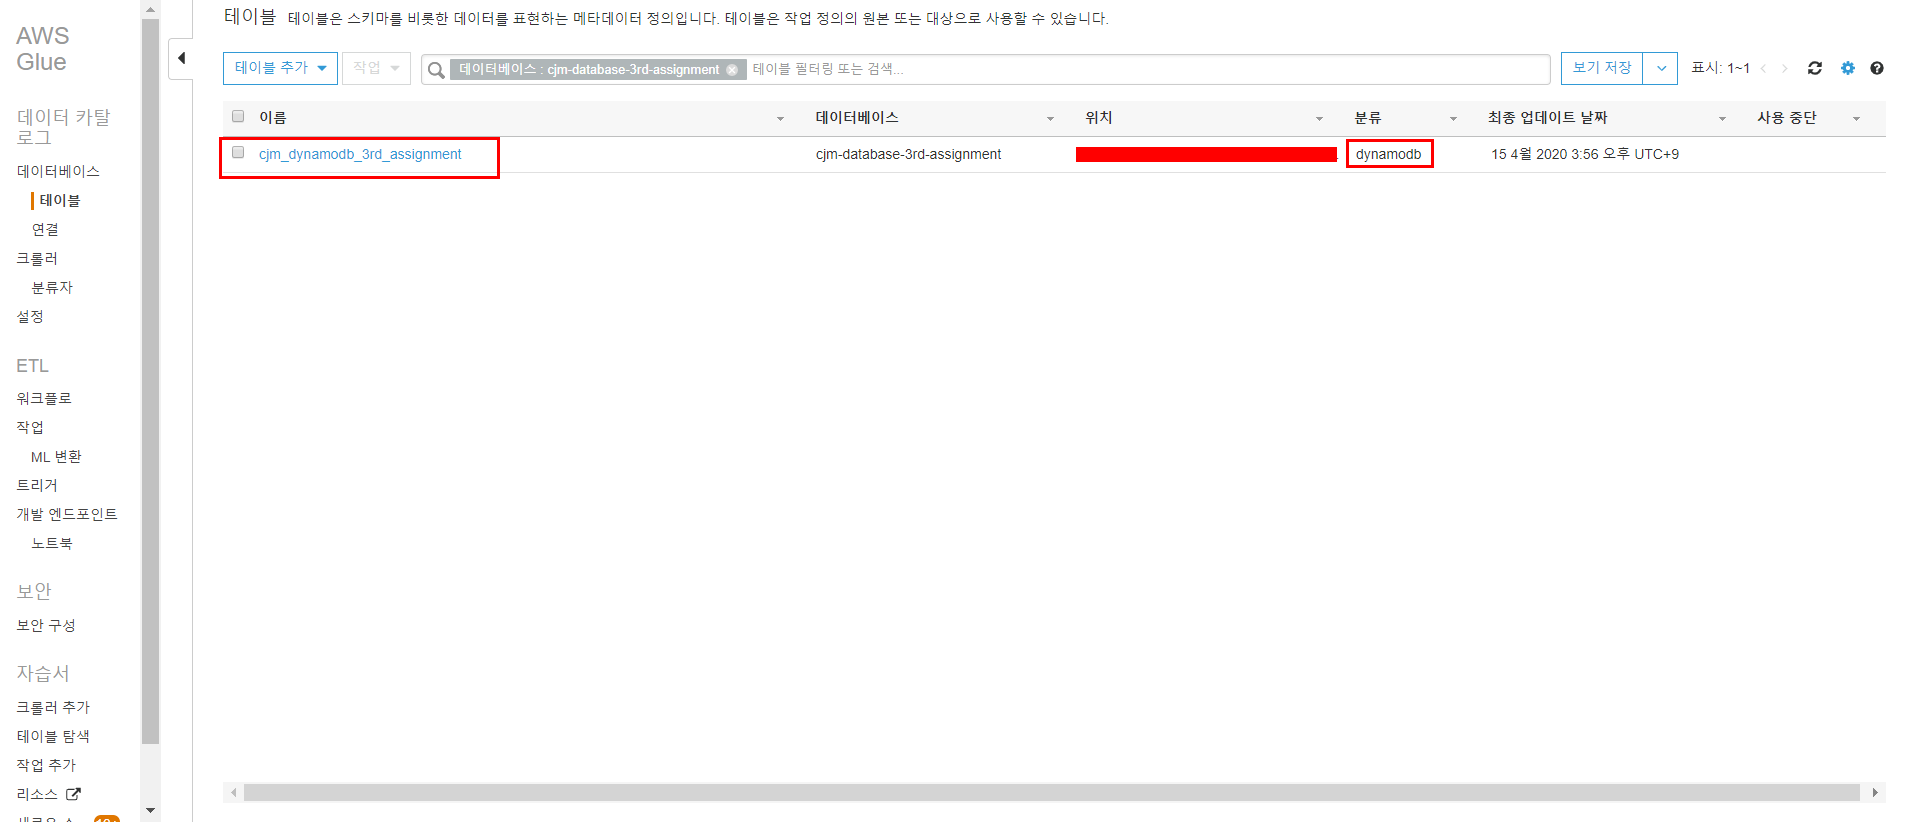 AWS
Glue
데이터 카탈
로그
데이터베이스
테이블
연결
크롤러
분류자
설정
ETL
워크플로
작업
ML 변환
트리거
개발 엔드포인트
노트북
보안
보안 구성
자습서
크롤러 추가
테이블 탐색
작업 추가
리소스
테이블 테이블은 스키마를 비롯한 데이터를 표현하는 메타데이터 정의입니다. 테이블은 작업 정의의 원본 또는 대상으로 사용할 수 있습니다.
테이블 추가 작업 데이터베이스 : cjm-database-3rd-assignment 테이블 필터링 또는 검색... 보기 저장 표시: 1~1
이름 데이터베이스 위치 분류 최종 업데이트 날짜 사용 중단
cjm_dynamodb_3rd_assignment cjm-database-3rd-assignment dynamodb 15 4월 2020 3:56 오후 UTC+9